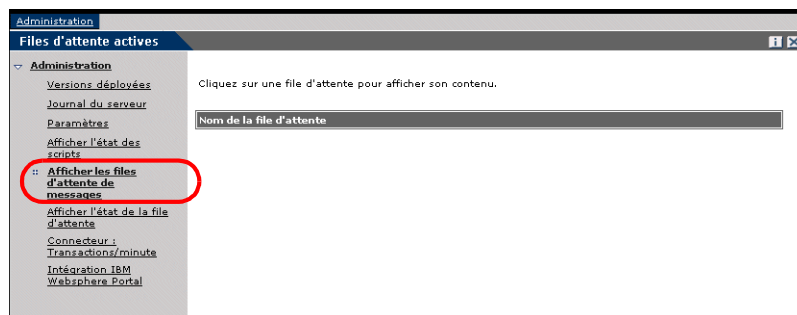 Administration
Files d'attente actives
Administration
Versions déployées
Journal du serveur
Paramètres
Afficher l'état des
scripts
Afficher les files
d'attente de
messages
Afficher l'état de la file
d'attente
Connecteur :
Transactions/minute
Intégration IBM
Websphere Portal
Cliquez sur une file d'attente pour afficher son contenu.
Nom de la file d'attente